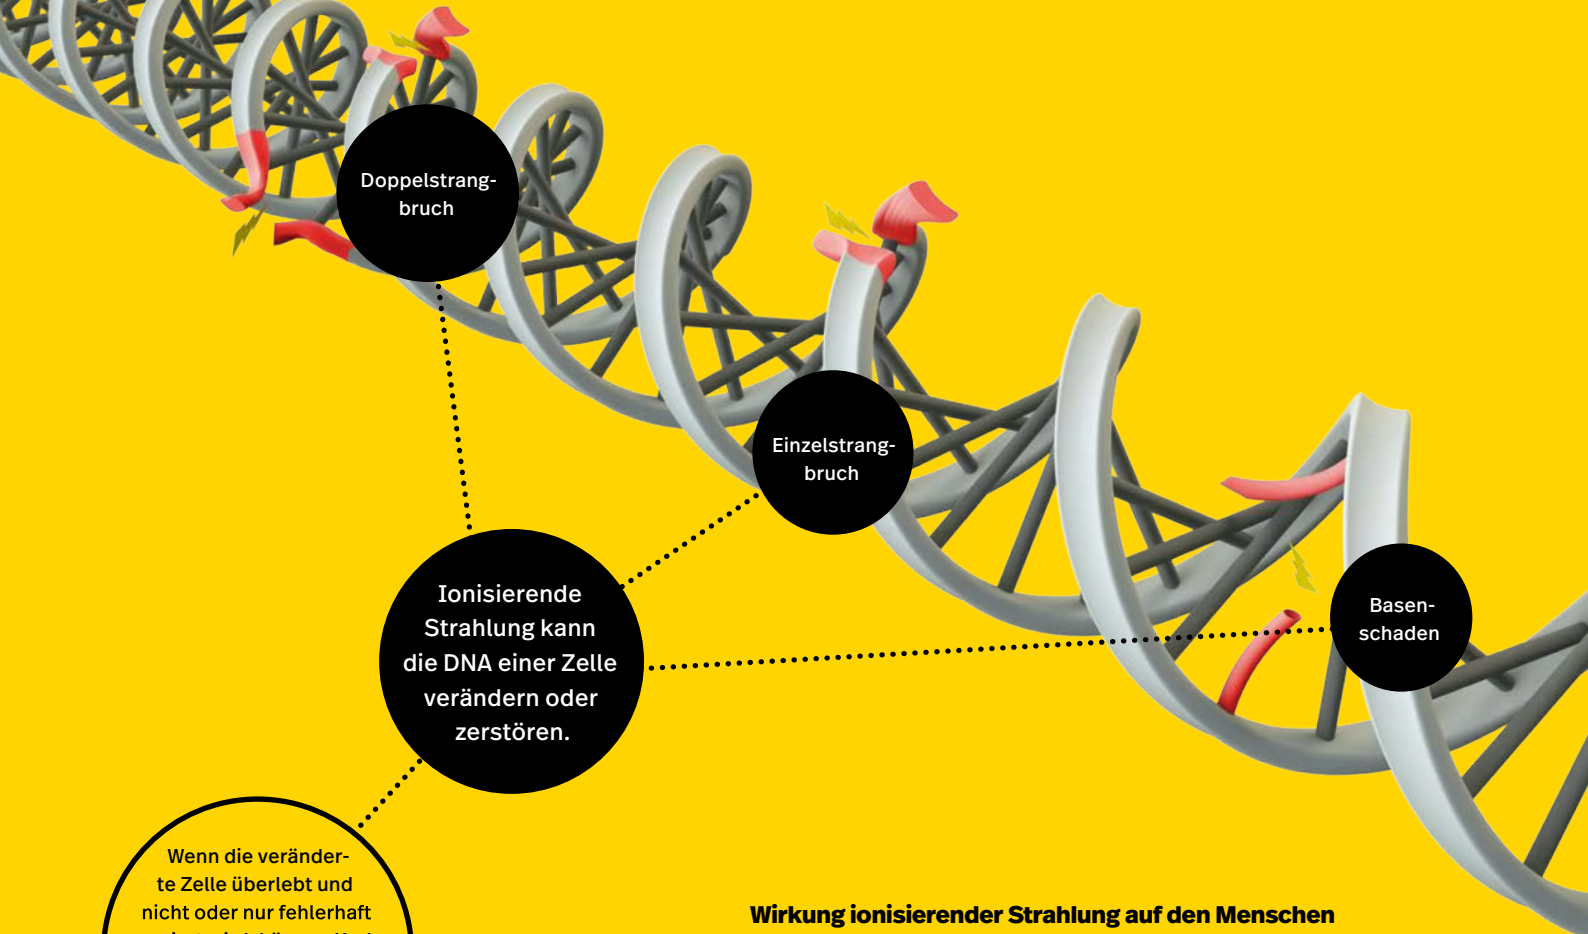 Doppelstrang-
bruch
Einzelstrang-
bruch
Basen-
schaden
Ionisierende
Strahlung kann
die DNA einer Zelle
verändern oder
zerstören.
Wenn die veränder-
te Zelle überlebt und
nicht oder nur fehlerhaft
Wirkung ionisierender Strahlung auf den Menschen